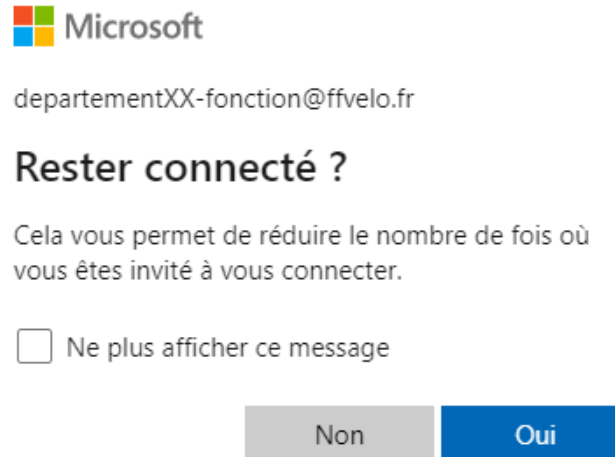 Microsoft
departementXX-fonction@ffvelo.fr
Rester connecté ?
Cela vous permet de réduire le nombre de fois où
vous êtes invité à vous connecter.
Ne plus afficher ce message
Non
Oui